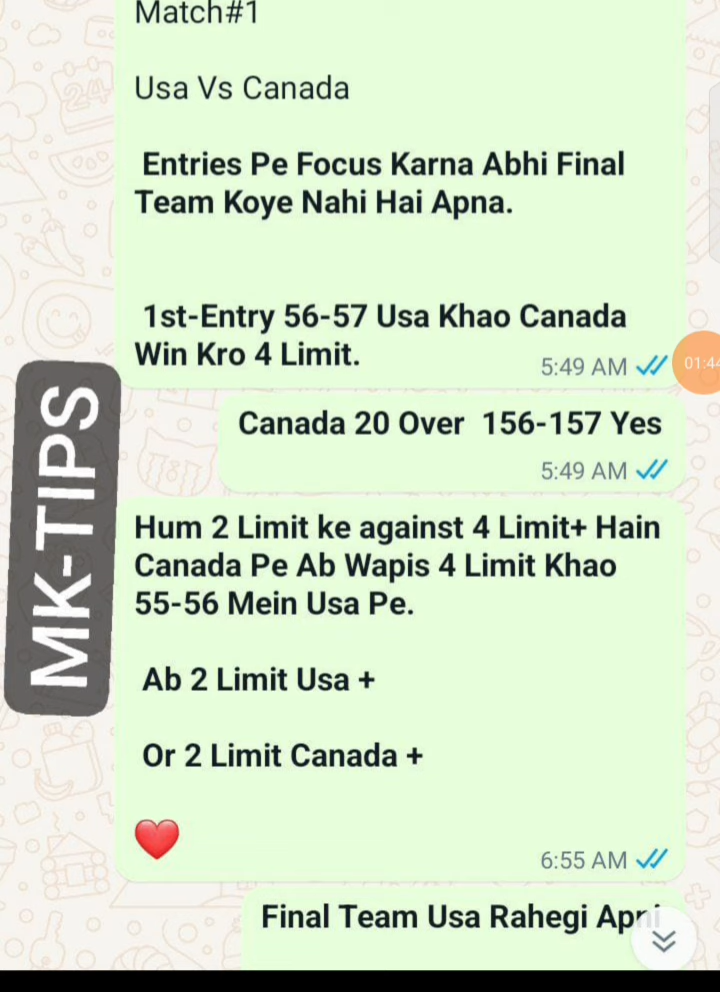 Match#1
Usa Vs Canada
Entries Pe Focus Karna Abhi Final
Team Koye Nahi Hai Apna.
1st-Entry 56-57 Usa Khao Canada
Win Kro 4 Limit.
5:49 AM
01:44
Canada 20 Over 156-157 Yes
5:49 AM
MK-TIPS
Hum 2 Limit ke against 4 Limit+ Hain
Canada Pe Ab Wapis 4 Limit Khao
55-56 Mein Usa Pe.
Ab 2 Limit Usa +
Or 2 Limit Canada +
6:55 AM
Final Team Usa Rahegi Apni